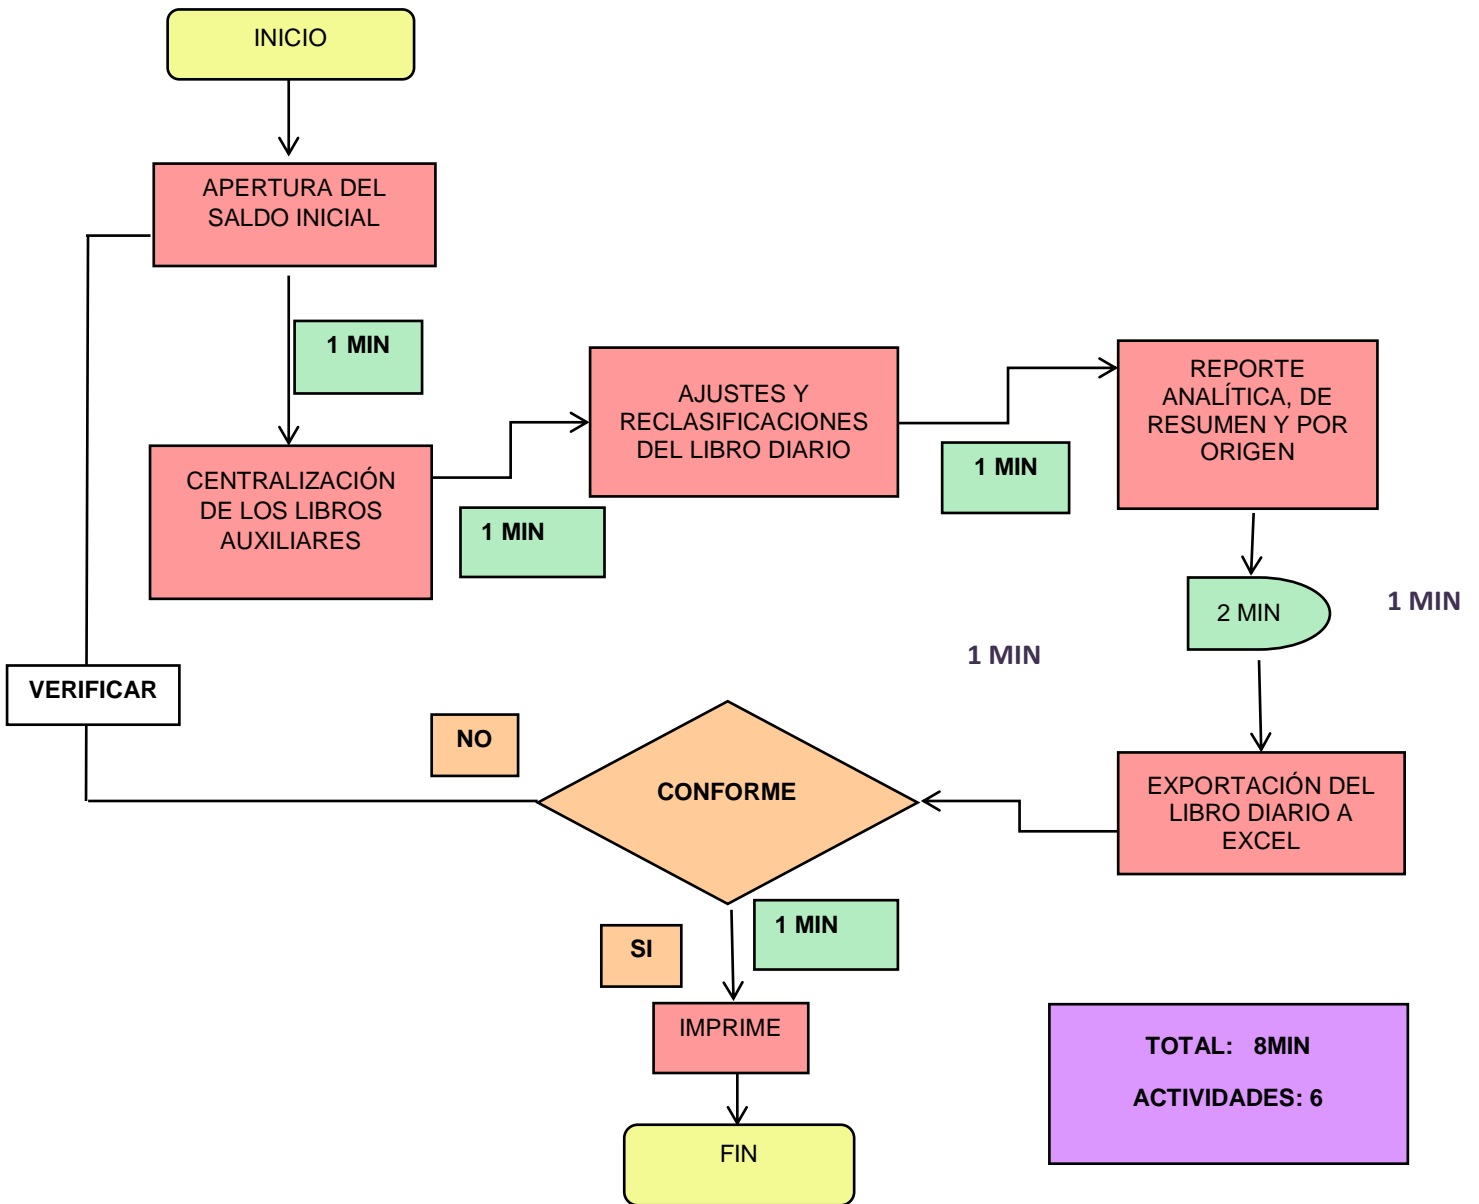 INICIO
APERTURA DEL
SALDO INICIAL
1 MIN
CENTRALIZACIÓN
DE LOS LIBROS
AUXILIARES
1 MIN
AJUSTES Y
RECLASIFICACIONES
DEL LIBRO DIARIO
1 MIN
REPORTE
ANALÍTICA, DE
RESUMEN Y POR
ORIGEN
2 MIN
1 MIN
1 MIN
EXPORTACIÓN DEL
LIBRO DIARIO A
EXCEL
CONFORME
NO
VERIFICAR
SI
1 MIN
IMPRIME
FIN
TOTAL: 8MIN
ACTIVIDADES: 6